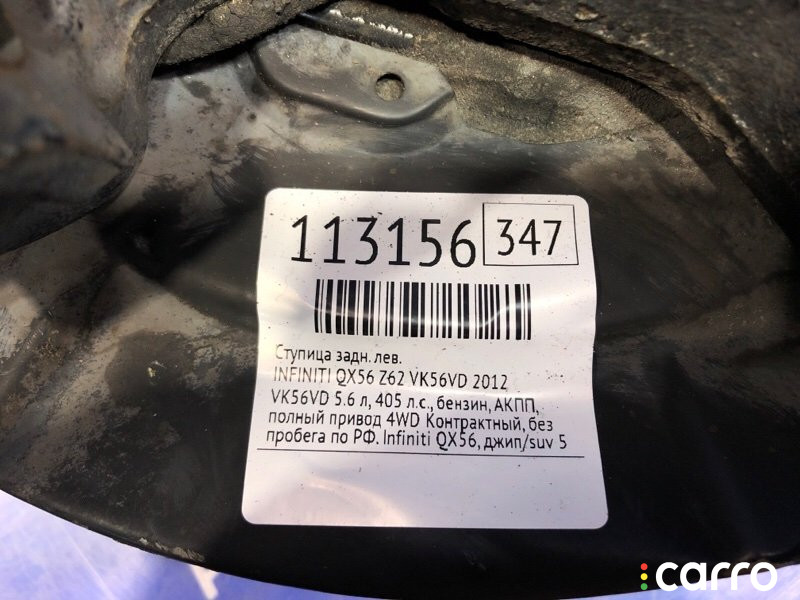 113156 347
Ступица задн. лев.
INFINITI QX56 Z62 VK56VD 2012
VK56VD 5.6 л, 405 л.с., бензин, АКПП,
полный привод 4WD Контрактный, без
пробега по РФ. Infiniti QX56, джип/suv 5
carro